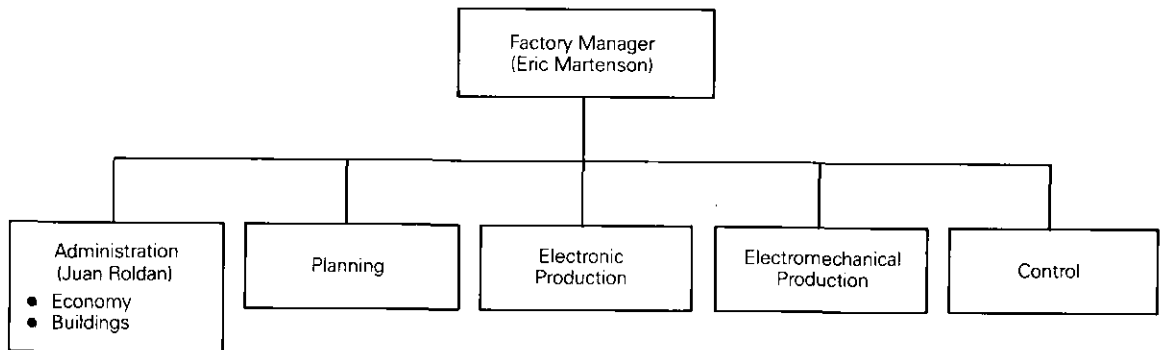 Factory Manager
(Eric Martenson)
Administration
(Juan Roldan)
● Economy
● Buildings
Planning
Electronic
Production
Electromechanical
Production
Control